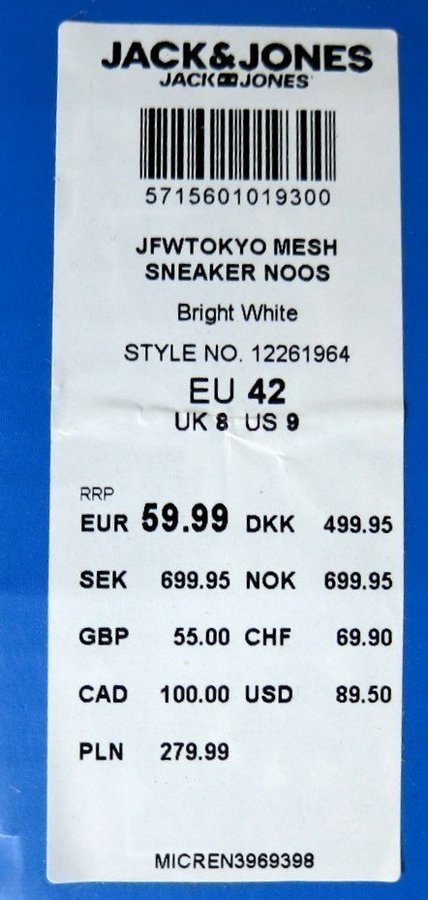 JACK&JONES
JACK JONES
5715601019300
JFWTOKYO MESH
SNEAKER NOOS
Bright White
STYLE NO. 12261964
EU 42
UK 8 US 9
RRP
EUR 59.99 DKK 499.95
SEK 699.95 NOK 699.95
GBP 55.00 CHF 69.90
CAD 100.00 USD 89.50
PLN 279.99
MICREN3969398